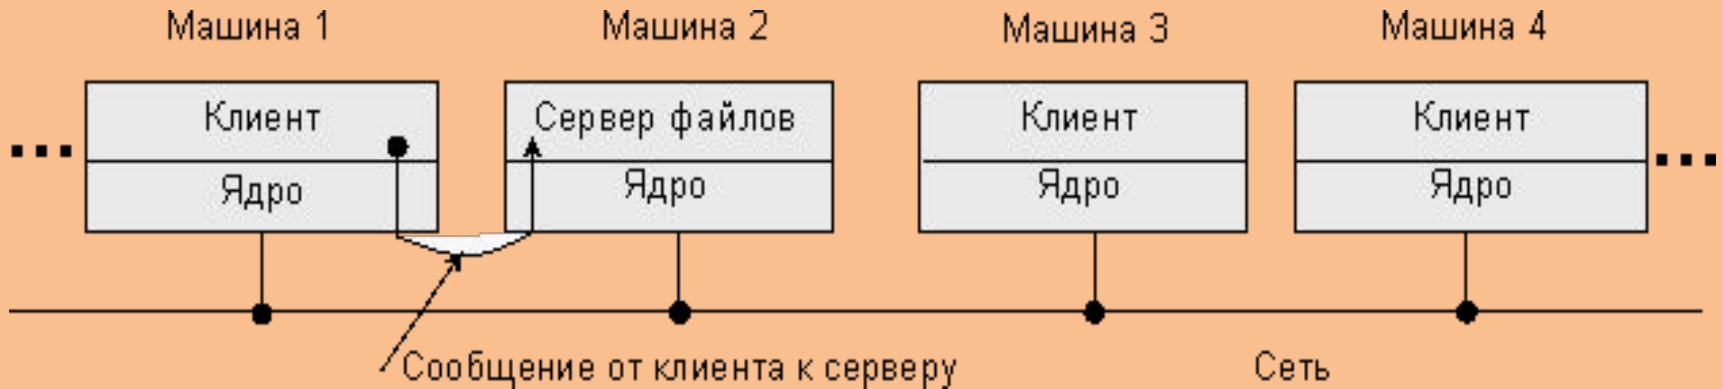 Машина 1
Машина 2
Машина 3
Машина 4
Клиент
Сервер файлов
Клиент
Клиент
Ядро
Ядро
Ядро
Ядро
Сообщение от клиента к серверу
Сеть